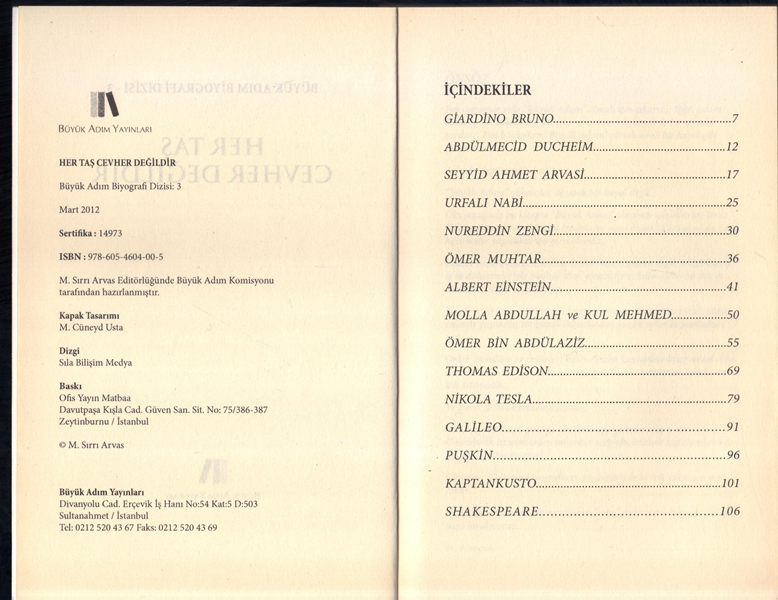 BÜYÜK ADIM YAYINLARI
HER TAŞ CEVHER DEĞİLDİR
Büyük Adım Biyografi Dizisi: 3
Mart 2012
Sertifika : 14973
ISBN : 978-605-4604-00-5
M. Sırrı Arvas Editörlüğünde Büyük Adım Komisyonu
tarafından hazırlanmıştır.
Kapak Tasarımı
M. Cüneyd Usta
Dizgi
Sıla Bilişim Medya
Baskı
Ofis Yayın Matbaa
Davutpaşa Kışla Cad. Güven San. Sit. No: 75/386-387
Zeytinburnu / İstanbul
© M. Sırrı Arvas
Büyük Adım Yayınları
Divanyolu Cad. Erçevik İş Hanı No:54 Kat:5 D:503
Sultanahmet / İstanbul
Tel: 0212 520 43 67 Faks: 0212 520 43 69
İÇİNDEKİLER
GİARDİNO BRUNO...7
ABDÜLMECİD DUCHEİM...12
SEYYİD AHMET ARVASİ...17
URFALI NABİ...25
NUREDDİN ZENGİ...30
ÖMER MUHTAR...36
ALBERT EİNSTEİN...41
MOLLA ABDULLAH ve KUL MEHMED...50
ÖMER BİN ABDÜLAZİZ...55
THOMAS EDİSON...69
NİKOLA TESLA...79
GALİLEO...91
PUŞKİN...96
KAPTANKUSTO...101
SHAKESPEARE...106